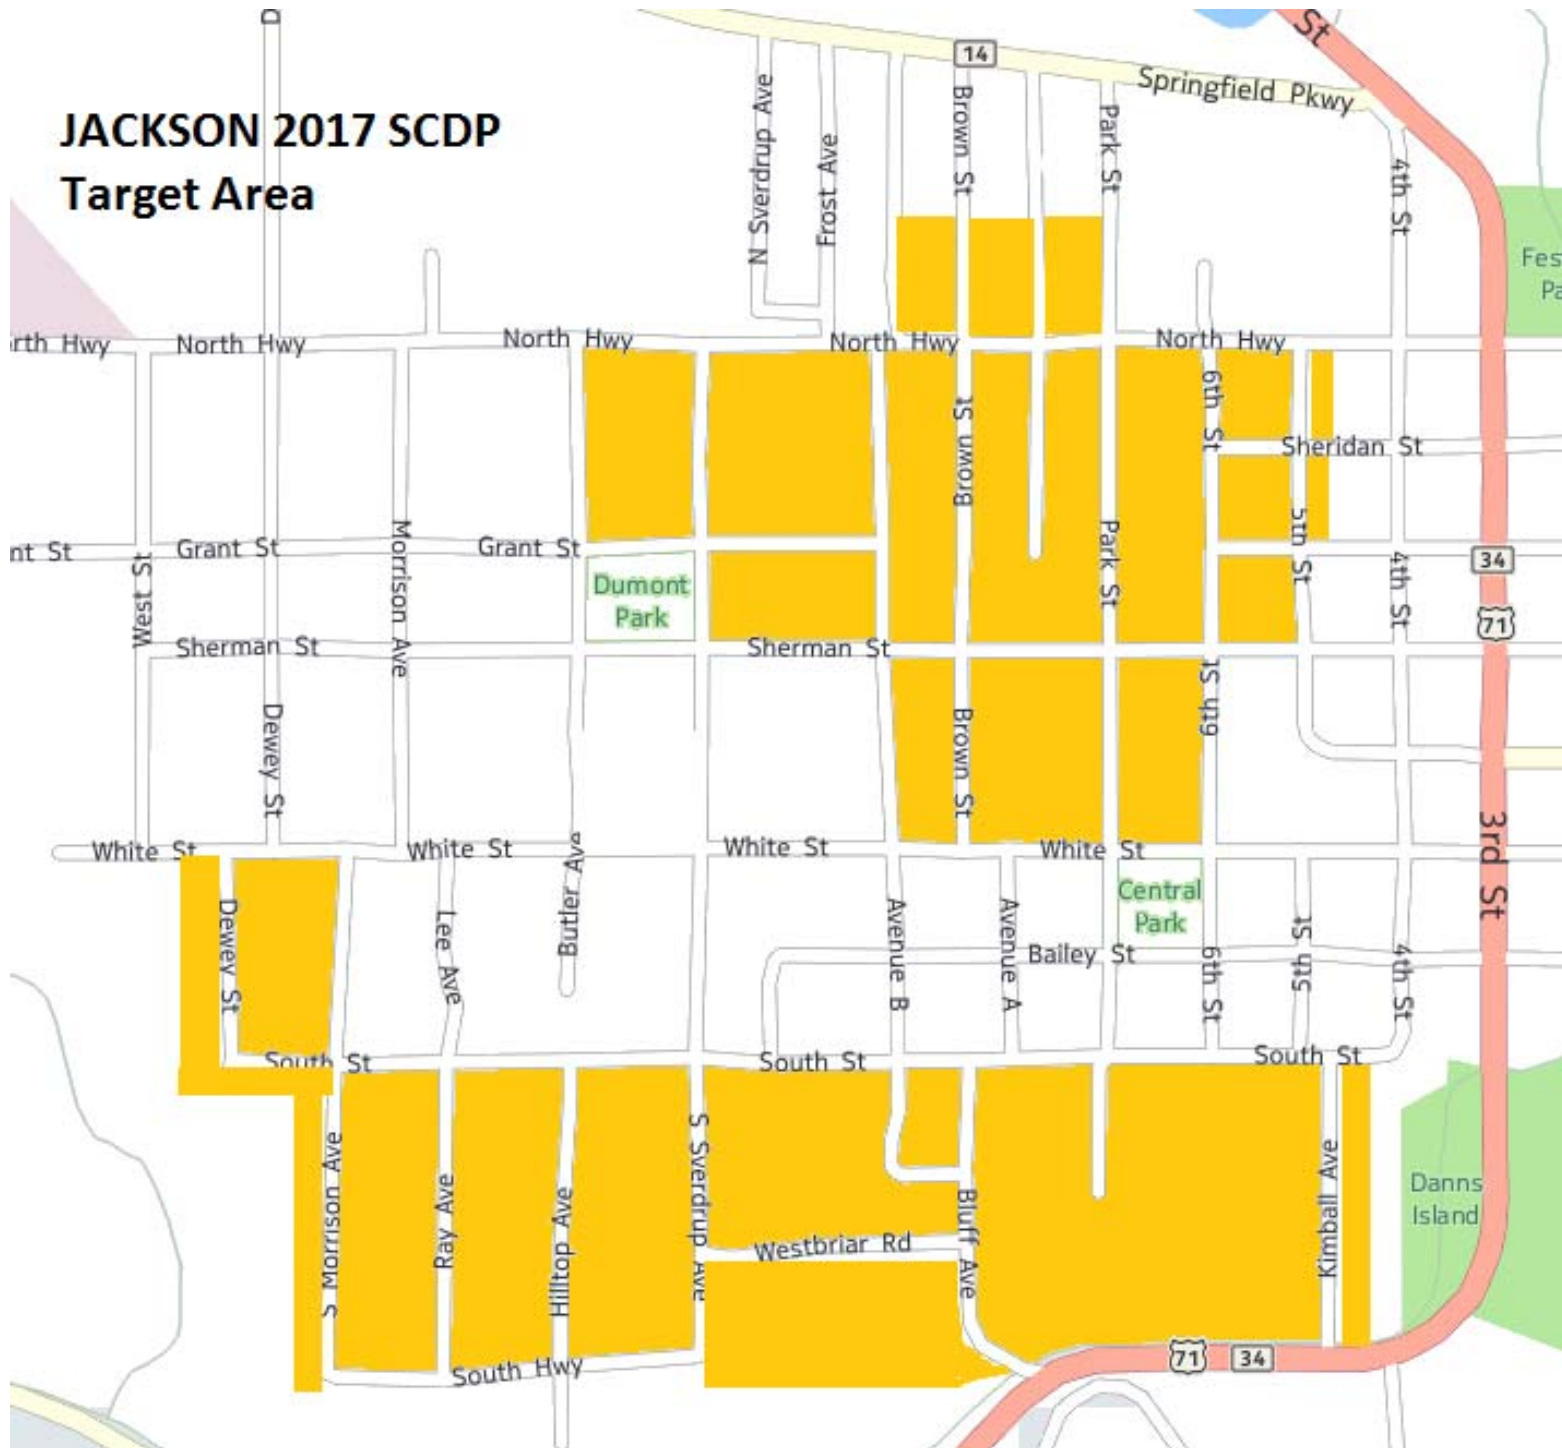 D
St
14
Springfield Pkwy
JACKSON 2017 SCDP
Target Area
N Sverdrup Ave
Frost Ave
Brown St
Park St
4th St
Fes
Pa
rth Hwy
North Hwy
North Hwy
North Hwy
North Hwy
6th St
Brown St
Sheridan St
nt St
Grant St
Grant St
West St
Morrison Ave
Park St
5th St
4th St
34
71
Dumont
Park
Sherman St
Sherman St
Dewey St
Brown St
6th St
3rd St
White St
White St
White St
White St
Butler Ave
Central
Park
Dewey St
Lee Ave
Avenue B
Avenue A
Bailey St
6th St
5th St
4th St
South St
South St
South St
S Morrison Ave
Ray Ave
Hilltop Ave
S Sverdrup Ave
Westbriar Rd
Bluff Ave
Kimball Ave
Danns
Island
South Hwy
71
34